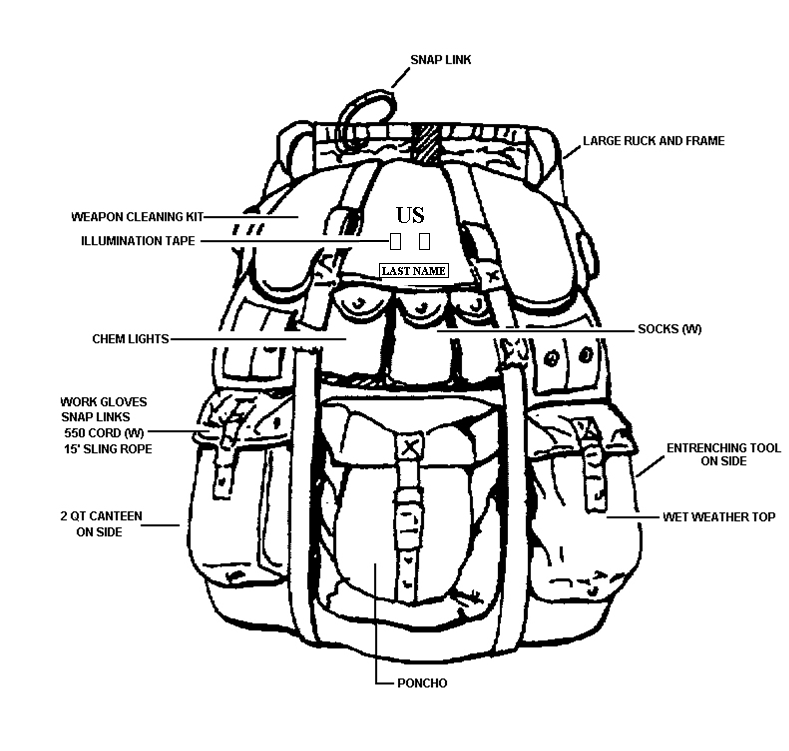 SNAP LINK
LARGE RUCK AND FRAME
WEAPON CLEANING KIT
US
ILLUMINATION TAPE
LAST NAME
CHEM LIGHTS
SOCKS (W)
WORK GLOVES
SNAP LINKS
550 CORD (W)
15' SLING ROPE
ENTRENCHING TOOL
ON SIDE
2 QT CANTEEN
ON SIDE
WET WEATHER TOP
PONCHO